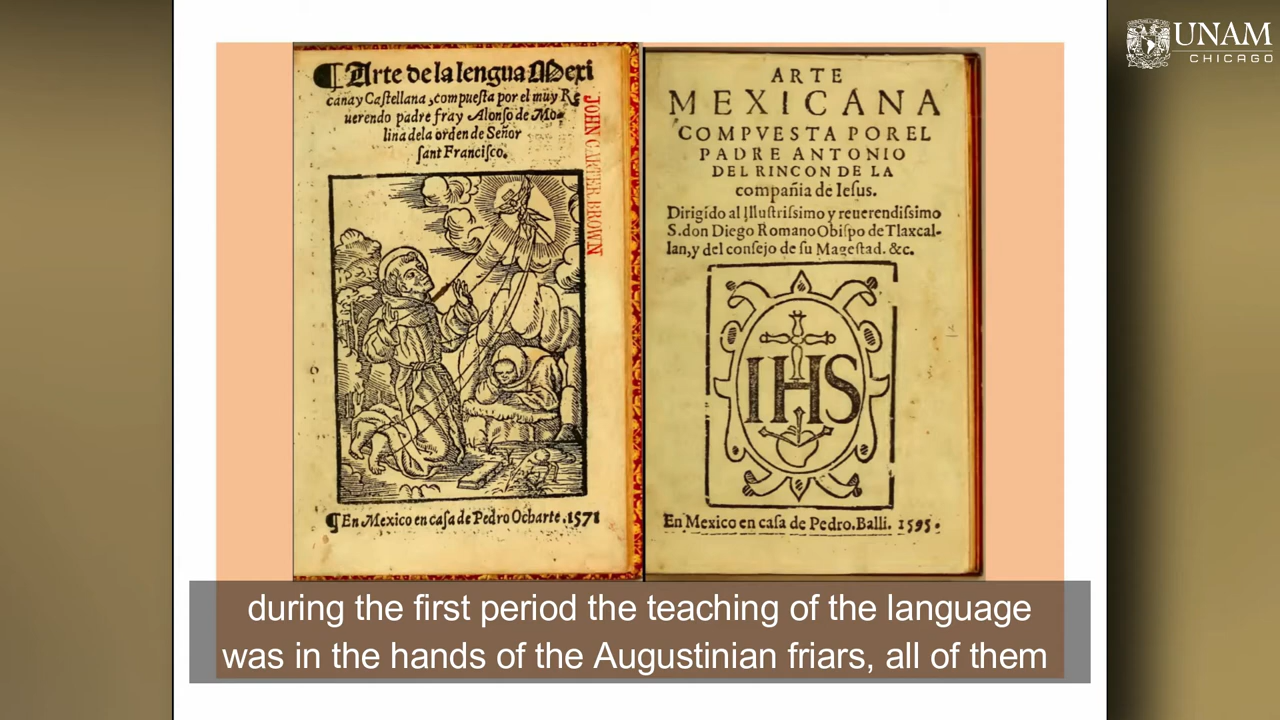 ¶ Arte de la lengua Mexi
cana y Castellana, compuesta por el muy Re
uerendo padre fray Alonso de Mo-
lina de la orden de Señor
sant Francisco.
JOHN CARTER BROWN
¶ En Mexico en casa de Pedro Ocharte. 1571
ARTE
MEXICANA
COMPVESTA POR EL
PADRE ANTONIO
DEL RINCON DE LA
compañia de Iesus.
Dirigido al Illustrissimo y reuerendissimo
S. don Diego Romano Obispo de Tlaxcal-
lan, y del consejo de su Magestad. &c.
IHS
En Mexico en casa de Pedro. Balli. 1595.
UNAM
CHICAGO
during the first period the teaching of the language
was in the hands of the Augustinian friars, all of them